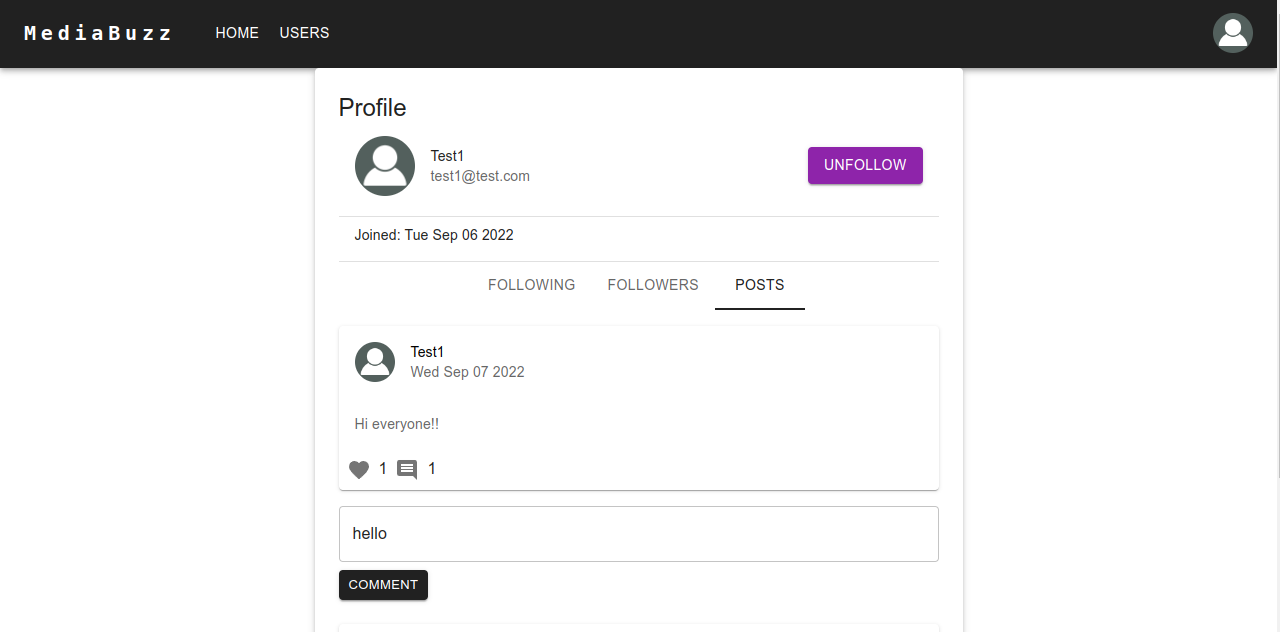 MediaBuzz HOME USERS
Profile
Test1
test1@test.com
UNFOLLOW
Joined: Tue Sep 06 2022
FOLLOWING FOLLOWERS POSTS
Test1
Wed Sep 07 2022
Hi everyone!!
1 1
hello
COMMENT